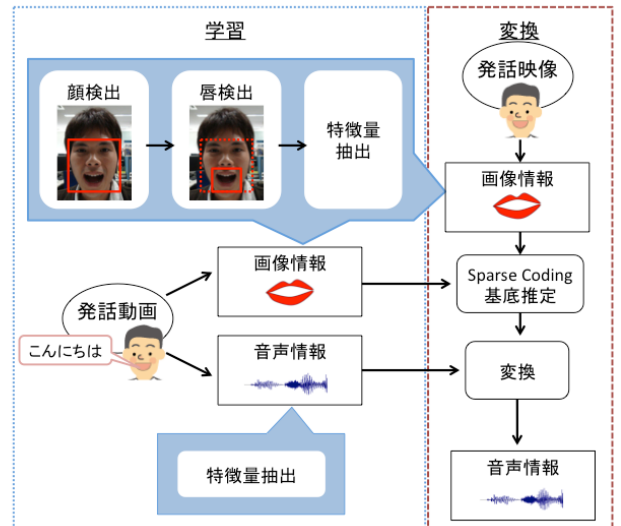 学習
変換
顔検出
唇検出
特徴量
抽出
発話映像
画像情報
画像情報
Sparse Coding
基底推定
発話動画
こんにちは
音声情報
変換
特徴量抽出
音声情報